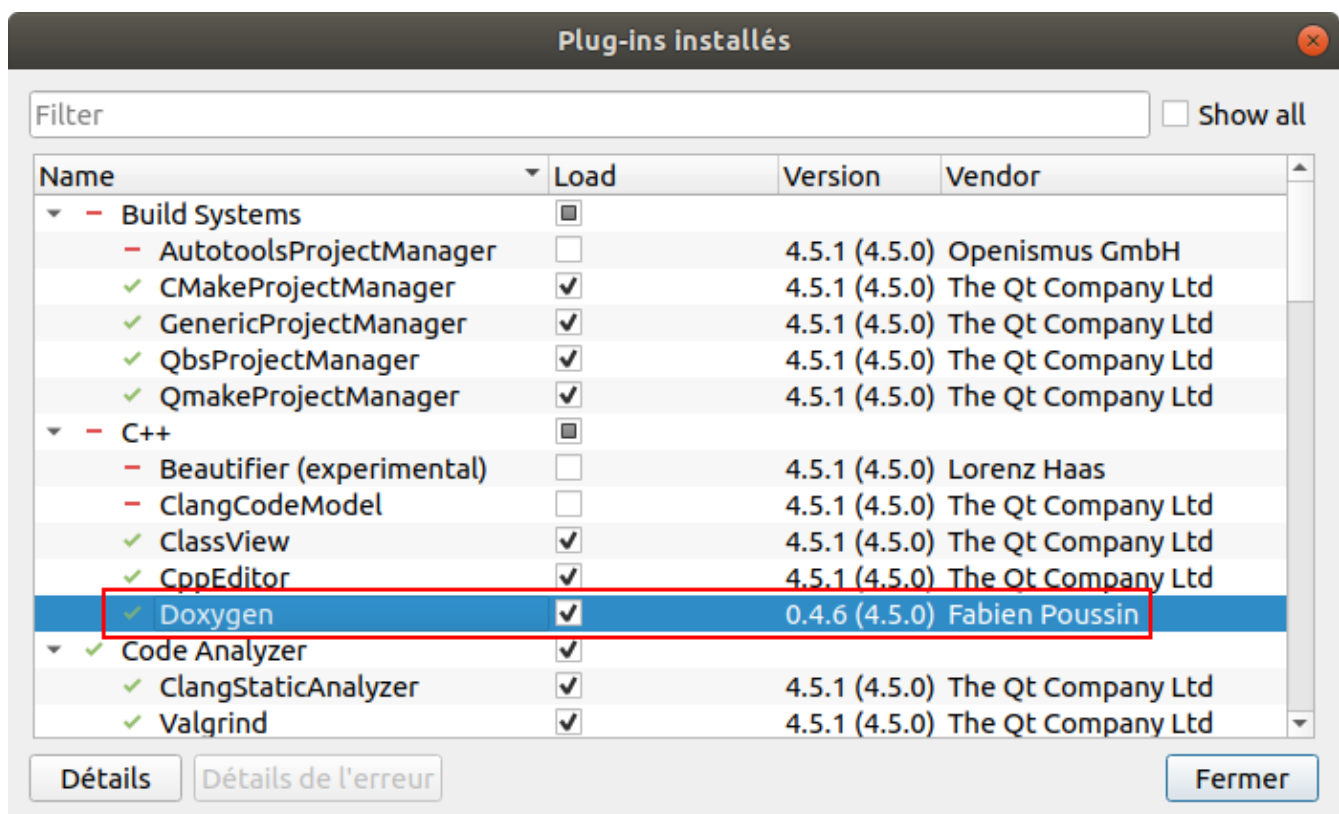 Plug-ins installés
Filter Show all
Name Load Version Vendor
Build Systems
AutotoolsProjectManager 4.5.1 (4.5.0) Openismus GmbH
CMakeProjectManager 4.5.1 (4.5.0) The Qt Company Ltd
GenericProjectManager 4.5.1 (4.5.0) The Qt Company Ltd
QbsProjectManager 4.5.1 (4.5.0) The Qt Company Ltd
QmakeProjectManager 4.5.1 (4.5.0) The Qt Company Ltd
C++
Beautifier (experimental) 4.5.1 (4.5.0) Lorenz Haas
ClangCodeModel 4.5.1 (4.5.0) The Qt Company Ltd
ClassView 4.5.1 (4.5.0) The Qt Company Ltd
CppEditor 4.5.1 (4.5.0) The Qt Company Ltd
Doxygen 0.4.6 (4.5.0) Fabien Poussin
Code Analyzer
ClangStaticAnalyzer 4.5.1 (4.5.0) The Qt Company Ltd
Valgrind 4.5.1 (4.5.0) The Qt Company Ltd
Détails Détails de l'erreur Fermer